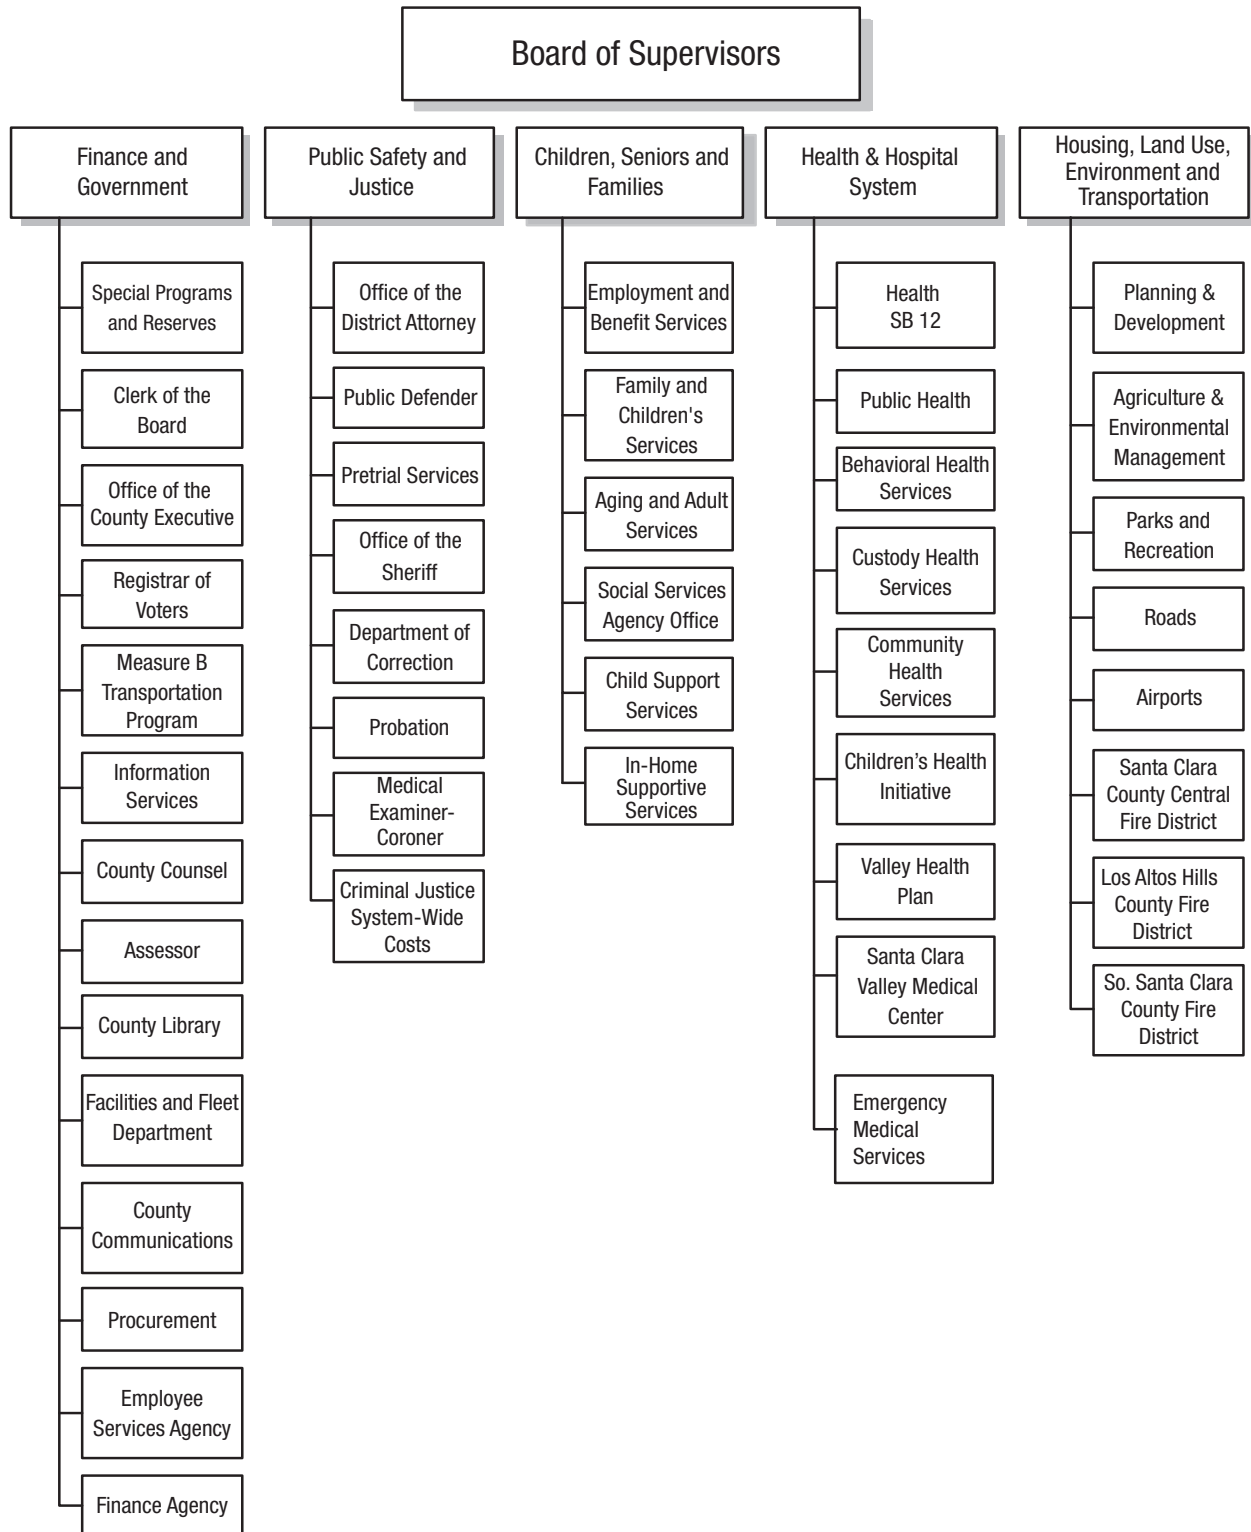 Board of Supervisors
Finance and
Government
Special Programs
and Reserves
Clerk of the
Board
Office of the
County Executive
Registrar of
Voters
Measure B
Transportation
Program
Information
Services
County Counsel
Assessor
County Library
Facilities and Fleet
Department
County
Communications
Procurement
Employee
Services Agency
Finance Agency
Public Safety and
Justice
Office of the
District Attorney
Public Defender
Pretrial Services
Office of the
Sheriff
Department of
Correction
Probation
Medical
Examiner-
Coroner
Criminal Justice
System-Wide
Costs
Children, Seniors and
Families
Employment and
Benefit Services
Family and
Children's
Services
Aging and Adult
Services
Social Services
Agency Office
Child Support
Services
In-Home
Supportive
Services
Health & Hospital
System
Health
SB 12
Public Health
Behavioral Health
Services
Custody Health
Services
Community
Health
Services
Children’s Health
Initiative
Valley Health
Plan
Santa Clara
Valley Medical
Center
Emergency
Medical
Services
Housing, Land Use,
Environment and
Transportation
Planning &
Development
Agriculture &
Environmental
Management
Parks and
Recreation
Roads
Airports
Santa Clara
County Central
Fire District
Los Altos Hills
County Fire
District
So. Santa Clara
County Fire
District